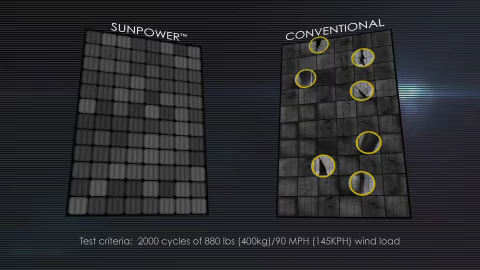 SUNPOWER™
CONVENTIONAL
Test criteria: 2000 cycles of 880 lbs (400kg)/90 MPH (145KPH) wind load